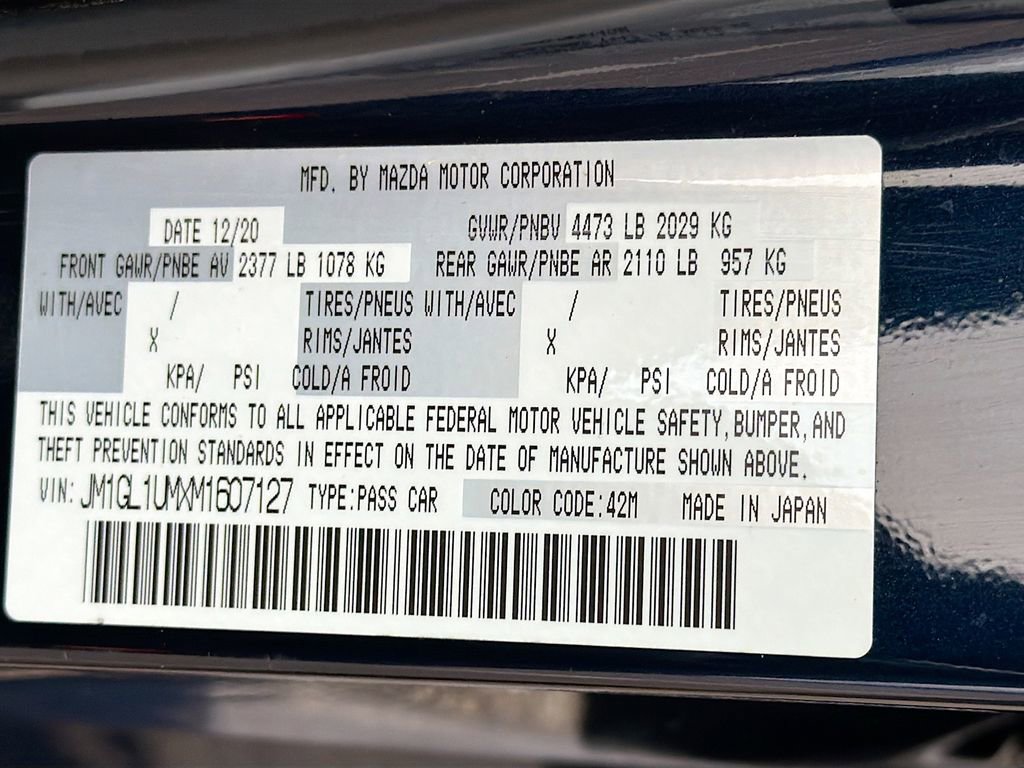 MFD. BY MAZDA MOTOR CORPORATION
DATE 12/20 GVWR/PNBV 4473 LB 2029 KG
FRONT GAWR/PNBE AV 2377 LB 1078 KG REAR GAWR/PNBE AR 2110 LB 957 KG
WITH/AVEC / TIRES/PNEUS WITH/AVEC / TIRES/PNEUS
X RIMS/JANTES X RIMS/JANTES
KPA/ PSI COLD/A FROID KPA/ PSI COLD/A FROID
THIS VEHICLE CONFORMS TO ALL APPLICABLE FEDERAL MOTOR VEHICLE SAFETY, BUMPER, AND
THEFT PREVENTION STANDARDS IN EFFECT ON THE DATE OF MANUFACTURE SHOWN ABOVE.
VIN: JM1GL1UMXM1607127 TYPE:PASS CAR COLOR CODE:42M MADE IN JAPAN